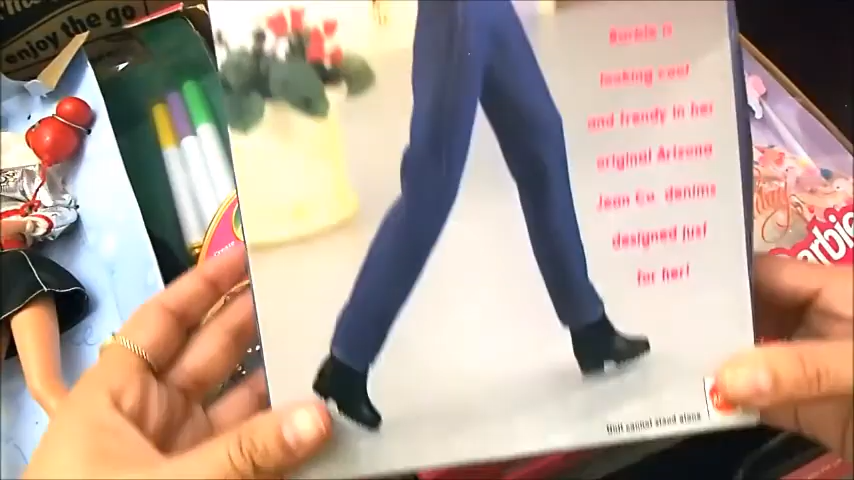 enjoy the go
Barbie is
looking cool
and trendy in her
original Arizona
Jean Co. denims
designed just
for her!
Doll cannot stand alone
Barbie